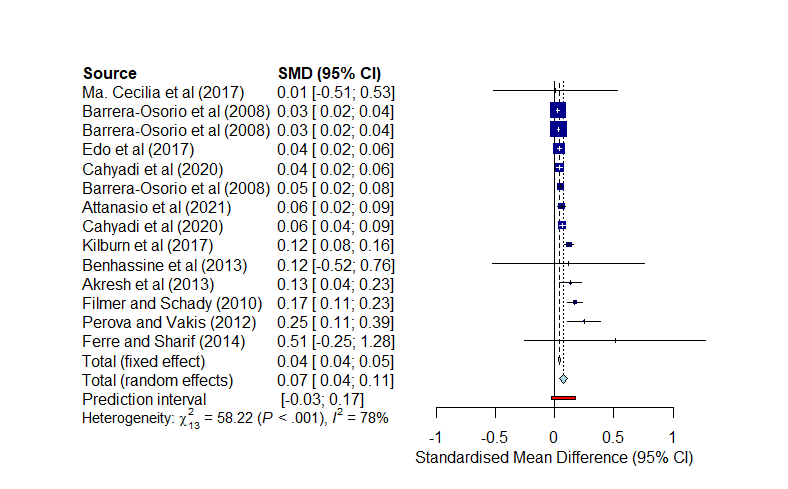 Source SMD (95% CI)
Ma. Cecilia et al (2017) 0.01 [-0.51; 0.53]
Barrera-Osorio et al (2008) 0.03 [ 0.02; 0.04]
Barrera-Osorio et al (2008) 0.03 [ 0.02; 0.04]
Edo et al (2017) 0.04 [ 0.02; 0.06]
Cahyadi et al (2020) 0.04 [ 0.02; 0.06]
Barrera-Osorio et al (2008) 0.05 [ 0.02; 0.08]
Attanasio et al (2021) 0.06 [ 0.02; 0.09]
Cahyadi et al (2020) 0.06 [ 0.04; 0.09]
Kilburn et al (2017) 0.12 [ 0.08; 0.16]
Benhassine et al (2013) 0.12 [-0.52; 0.76]
Akresh et al (2013) 0.13 [ 0.04; 0.23]
Filmer and Schady (2010) 0.17 [ 0.11; 0.23]
Perova and Vakis (2012) 0.25 [ 0.11; 0.39]
Ferre and Sharif (2014) 0.51 [-0.25; 1.28]
Total (fixed effect) 0.04 [ 0.04; 0.05]
Total (random effects) 0.07 [ 0.04; 0.11]
Prediction interval [-0.03; 0.17]
Heterogeneity: χ²₁₃ = 58.22 (P < .001), I² = 78%
-1 -0.5 0 0.5 1
Standardised Mean Difference (95% CI)